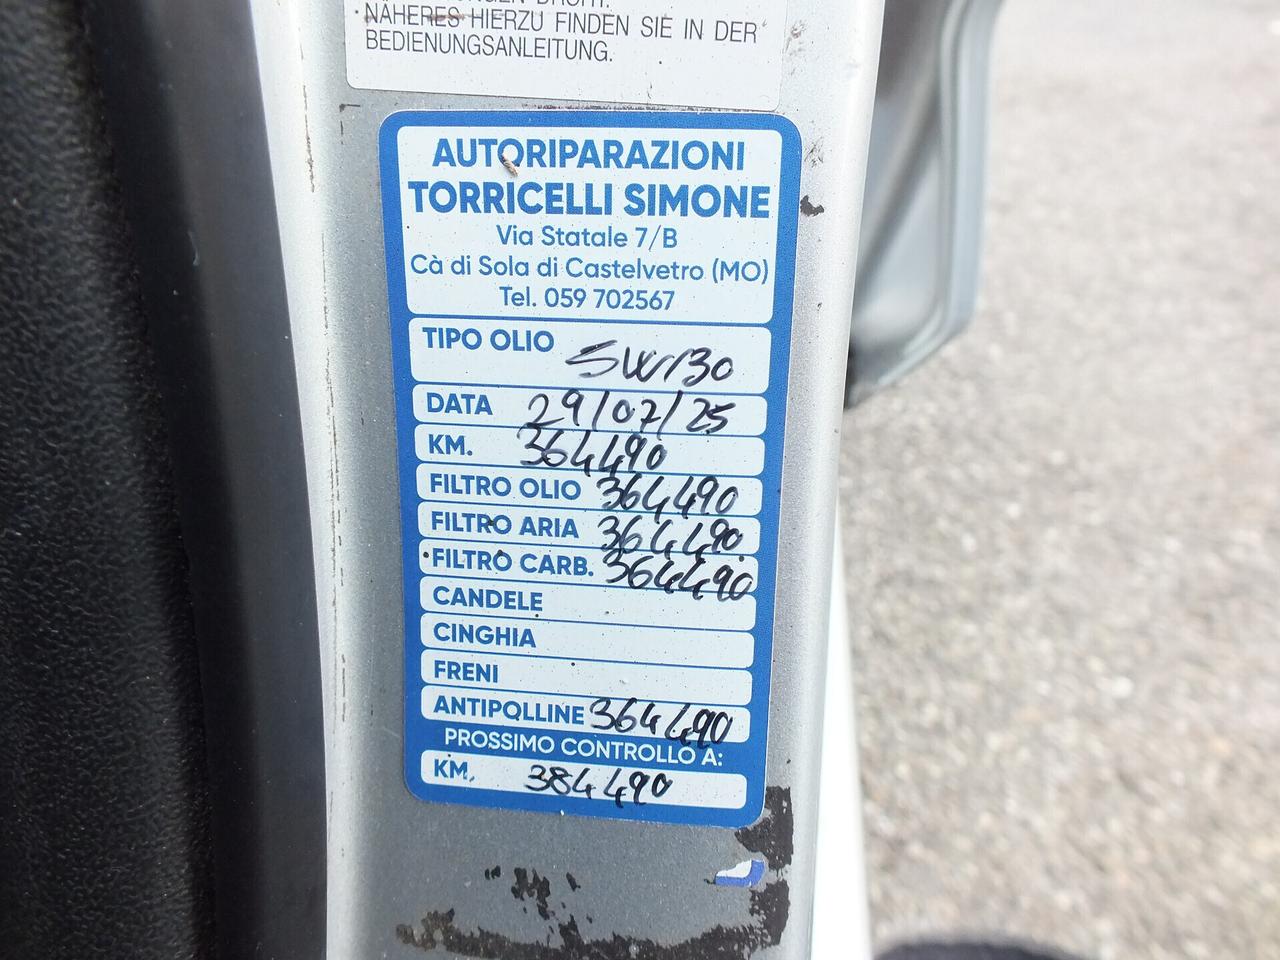 NÄHERES HIERZU FINDEN SIE IN DER
BEDIENUNGSANLEITUNG.
AUTORIPARAZIONI
TORRICELLI SIMONE
Via Statale 7/B
Cà di Sola di Castelvetro (MO)
Tel. 059 702567
TIPO OLIO 5W/30
DATA 29/07/25
KM. 364490
FILTRO OLIO 364490
FILTRO ARIA 364490
FILTRO CARB. 364490
CANDELE
CINGHIA
FRENI
ANTIPOLLINE 364490
PROSSIMO CONTROLLO A:
KM. 384490